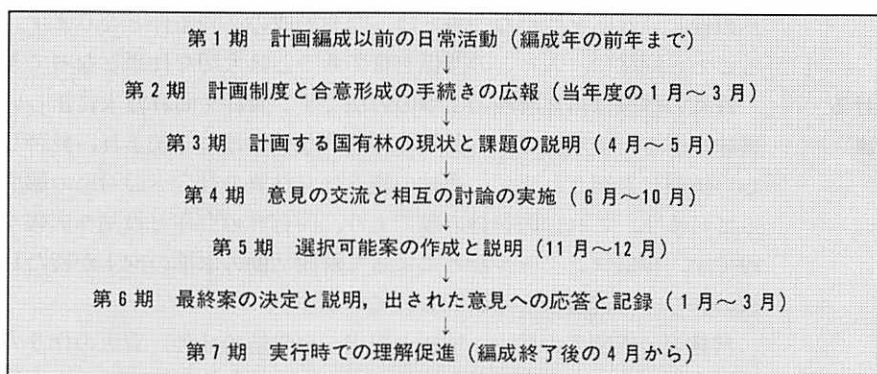 第1期 計画編成以前の日常活動(編成年の前年まで)
↓
第2期 計画制度と合意形成の手続きの広報(当年度の1月～3月)
↓
第3期 計画する国有林の現状と課題の説明(4月～5月)
↓
第4期 意見の交流と相互の討論の実施(6月～10月)
↓
第5期 選択可能案の作成と説明(11月～12月)
↓
第6期 最終案の決定と説明，出された意見への応答と記録(1月～3月)
↓
第7期 実行時での理解促進(編成終了後の4月から)